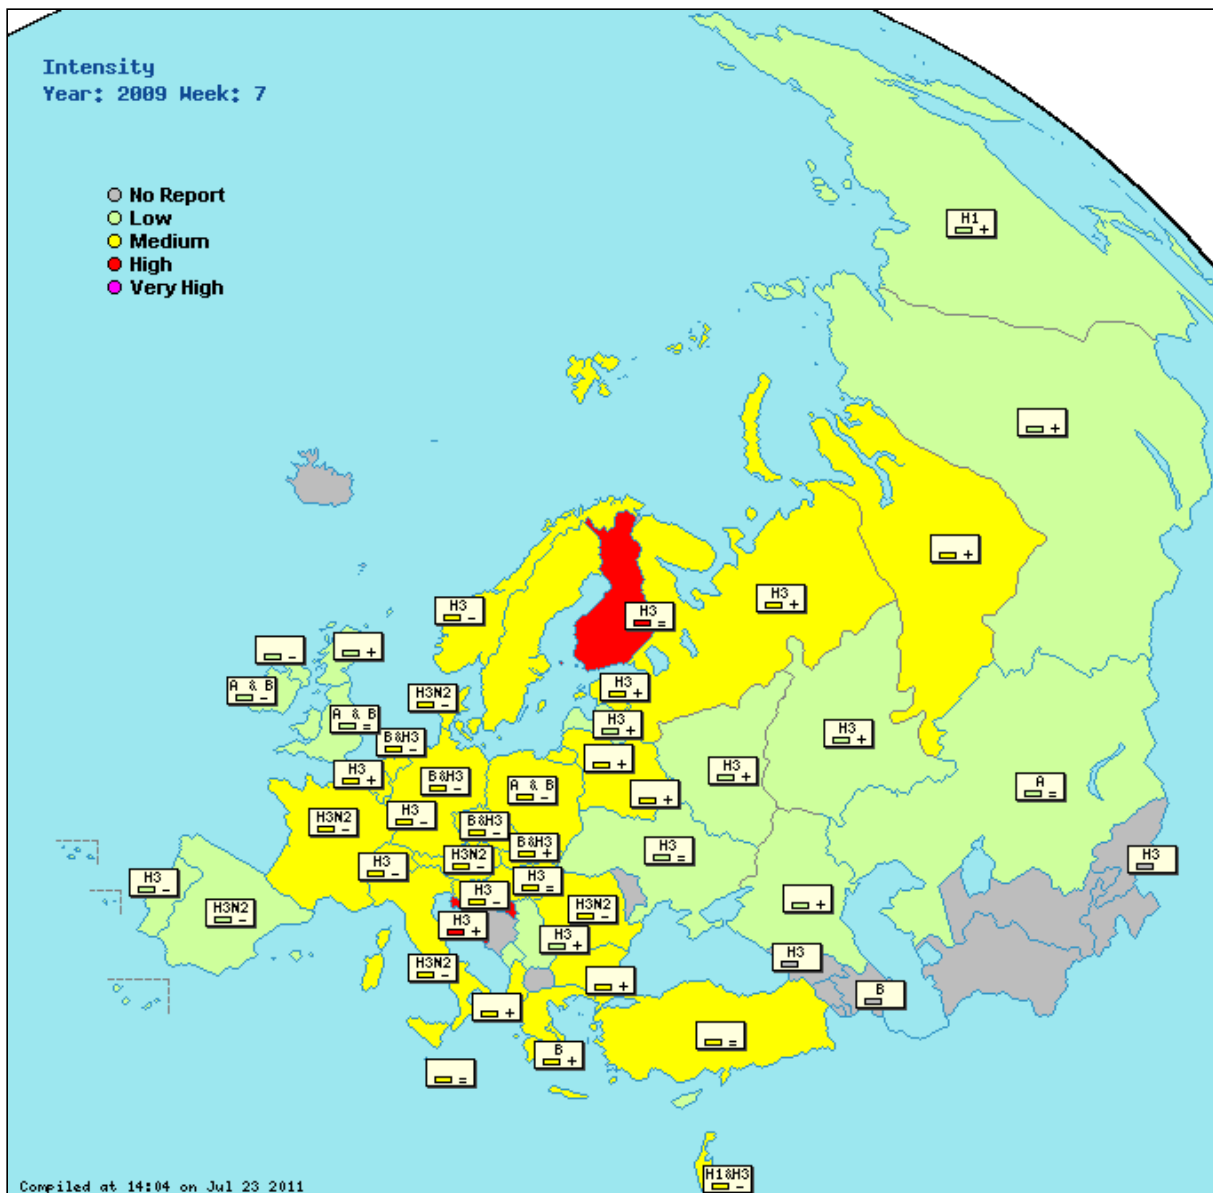 Intensity
Year: 2009 Week: 7
No Report
Low
Medium
High
Very High
H1
+
+
+
H3
+
H3
-
H3
=
-
+
A & B
-
H3
+
H3N2
-
A & B
=
H3
+
H3
+
B&H3
-
+
H3
+
H3
+
B&H3
-
A & B
-
+
A
=
H3N2
-
H3
-
B&H3
-
B&H3
+
H3
=
H3N2
-
H3
H3
-
H3
-
H3
=
H3
-
+
H3N2
-
H3N2
-
H3
+
H3
+
H3
H3N2
-
+
B
+
=
B
+
=
H1&H3
-
Compiled at 14:04 on Jul 23 2011